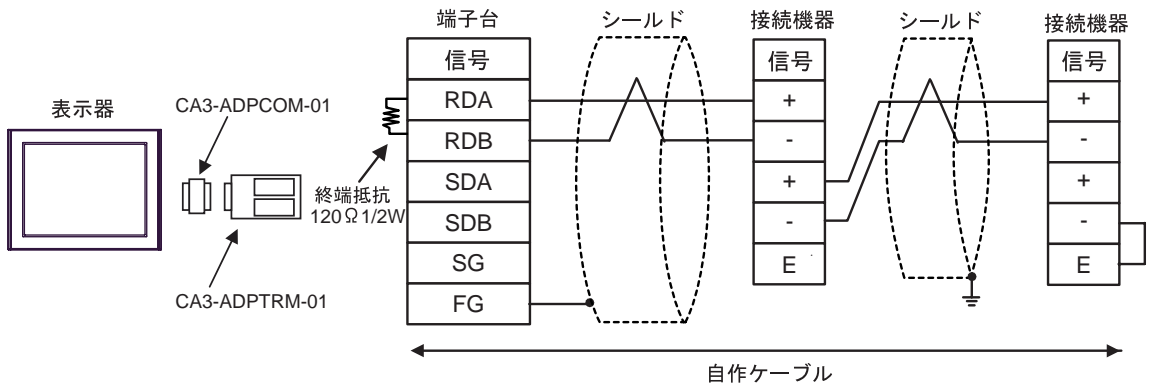 表示器
CA3-ADPCOM-01
CA3-ADPTRM-01
終端抵抗
120Ω1/2W
端子台
信号
RDA
RDB
SDA
SDB
SG
FG
シールド
接続機器
信号
+
-
+
-
E
シールド
接続機器
信号
+
-
+
-
E
自作ケーブル